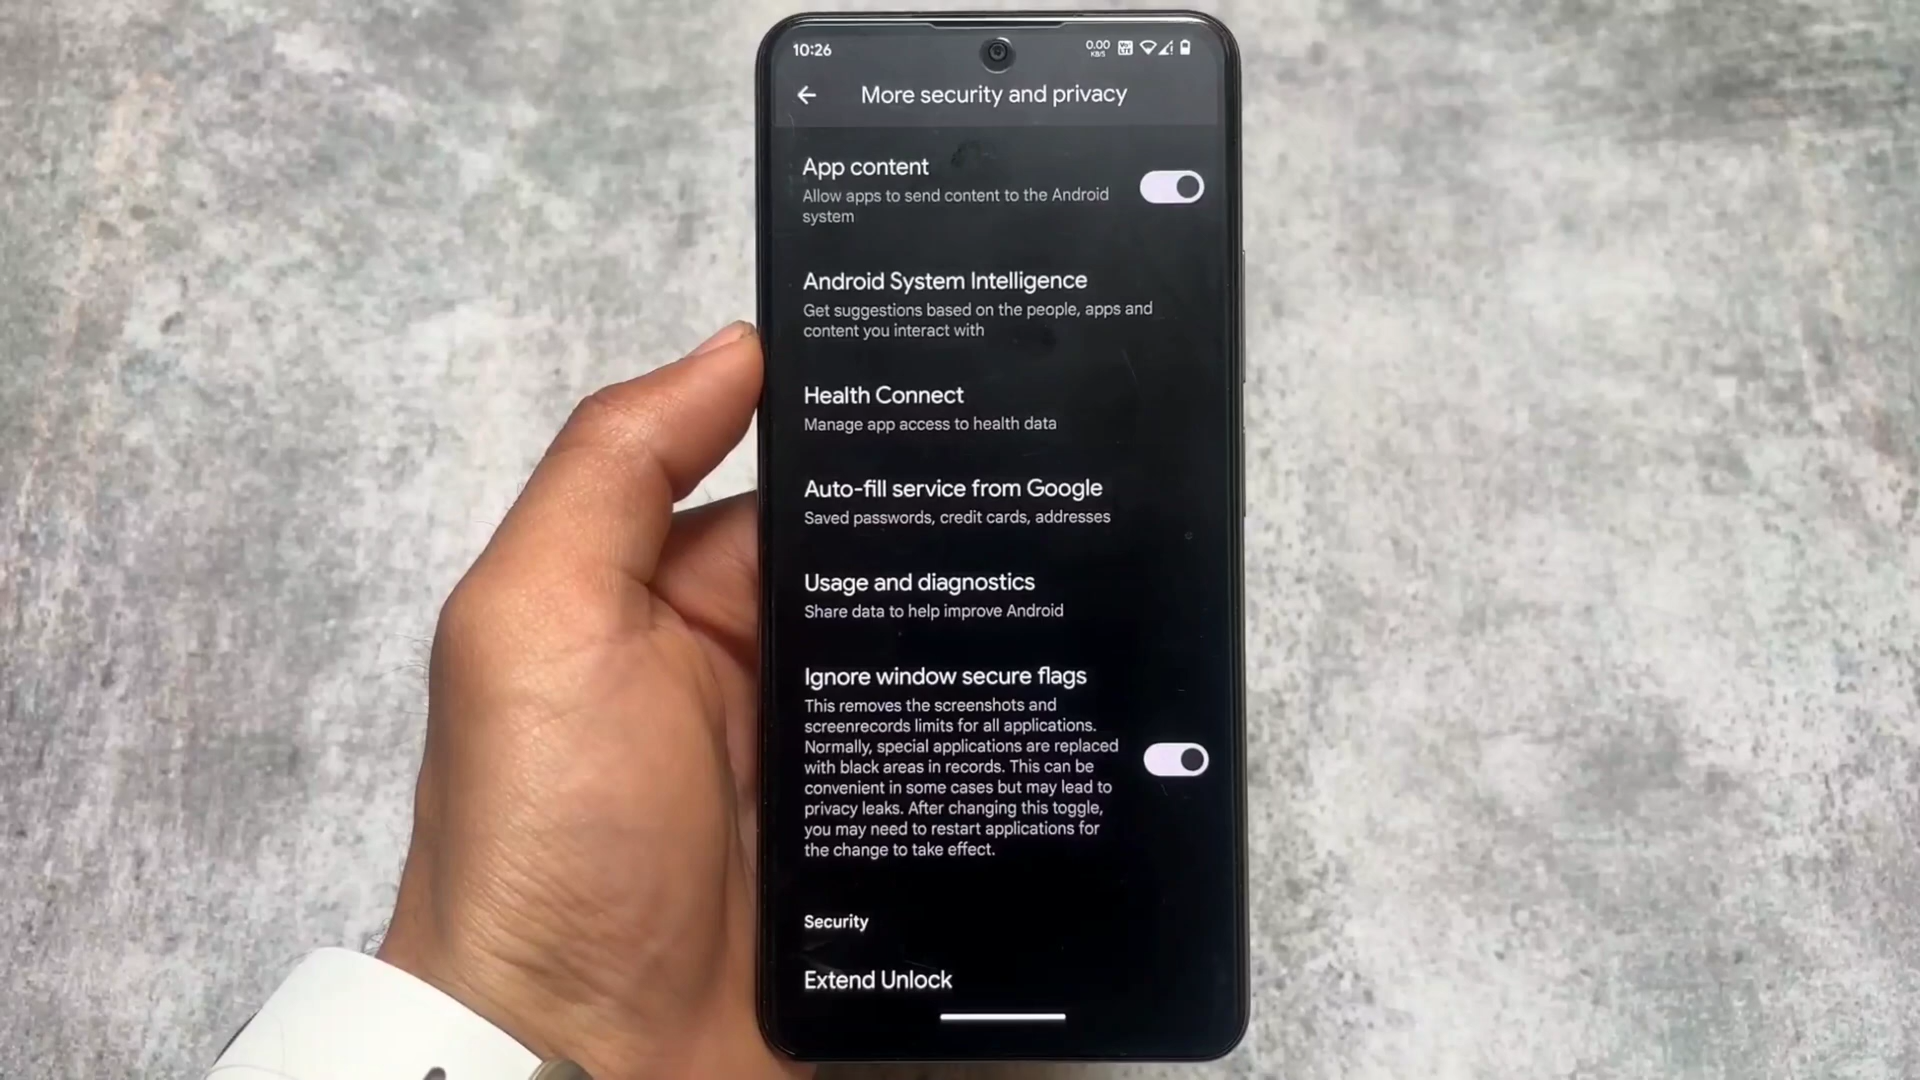 10:26
0.00
KB/S
Vo
LTE
More security and privacy
App content
Allow apps to send content to the Android
system
Android System Intelligence
Get suggestions based on the people, apps and
content you interact with
Health Connect
Manage app access to health data
Auto-fill service from Google
Saved passwords, credit cards, addresses
Usage and diagnostics
Share data to help improve Android
Ignore window secure flags
This removes the screenshots and
screenrecords limits for all applications.
Normally, special applications are replaced
with black areas in records. This can be
convenient in some cases but may lead to
privacy leaks. After changing this toggle,
you may need to restart applications for
the change to take effect.
Security
Extend Unlock